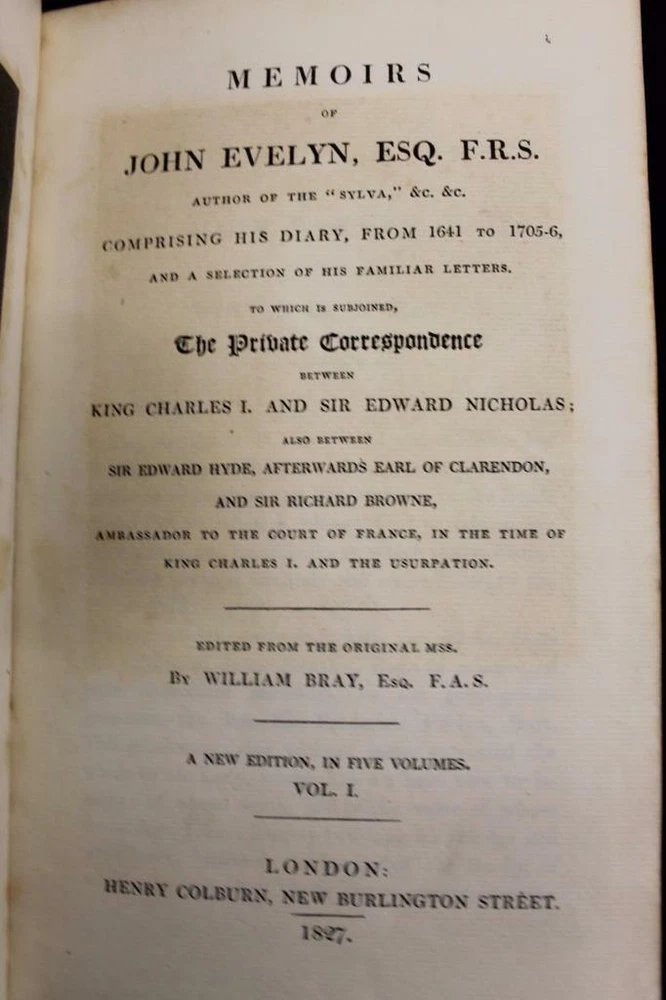 MEMOIRS
OF
JOHN EVELYN, ESQ. F.R.S.
AUTHOR OF THE "SYLVA," &c. &c.
COMPRISING HIS DIARY, FROM 1641 TO 1705-6,
AND A SELECTION OF HIS FAMILIAR LETTERS.
TO WHICH IS SUBJOINED,
The Private Correspondence
BETWEEN
KING CHARLES I. AND SIR EDWARD NICHOLAS;
ALSO BETWEEN
SIR EDWARD HYDE, AFTERWARDS EARL OF CLARENDON,
AND SIR RICHARD BROWNE,
AMBASSADOR TO THE COURT OF FRANCE, IN THE TIME OF
KING CHARLES I. AND THE USURPATION.
EDITED FROM THE ORIGINAL MSS.
By WILLIAM BRAY, Esq. F.A.S.
A NEW EDITION, IN FIVE VOLUMES.
VOL. I.
LONDON:
HENRY COLBURN, NEW BURLINGTON STREET.
1827.